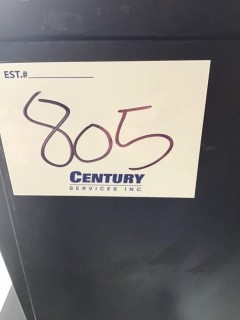 EST.#
805
CENTURY
SERVICES INC.